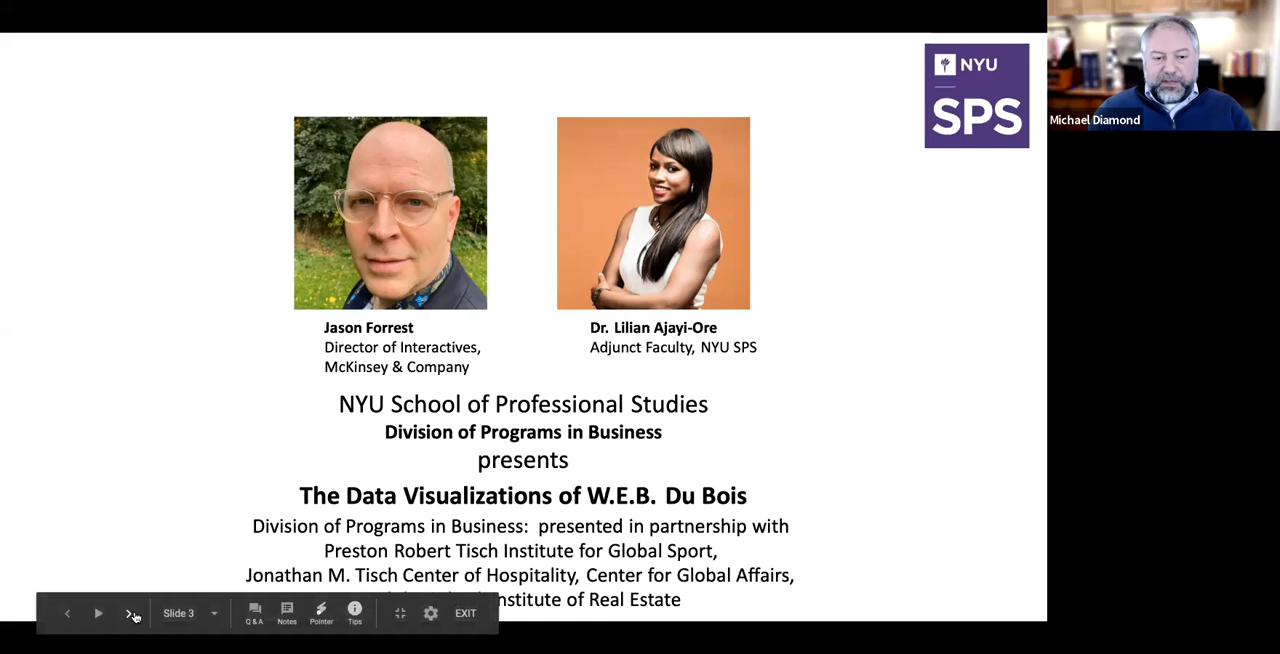 NYU
SPS
Michael Diamond
Jason Forrest
Director of Interactives,
McKinsey & Company
Dr. Lilian Ajayi-Ore
Adjunct Faculty, NYU SPS
NYU School of Professional Studies
Division of Programs in Business
presents
The Data Visualizations of W.E.B. Du Bois
Division of Programs in Business: presented in partnership with
Preston Robert Tisch Institute for Global Sport,
Jonathan M. Tisch Center of Hospitality, Center for Global Affairs,
Institute of Real Estate
Slide 3
Q & A
Notes
Pointer
Tips
EXIT